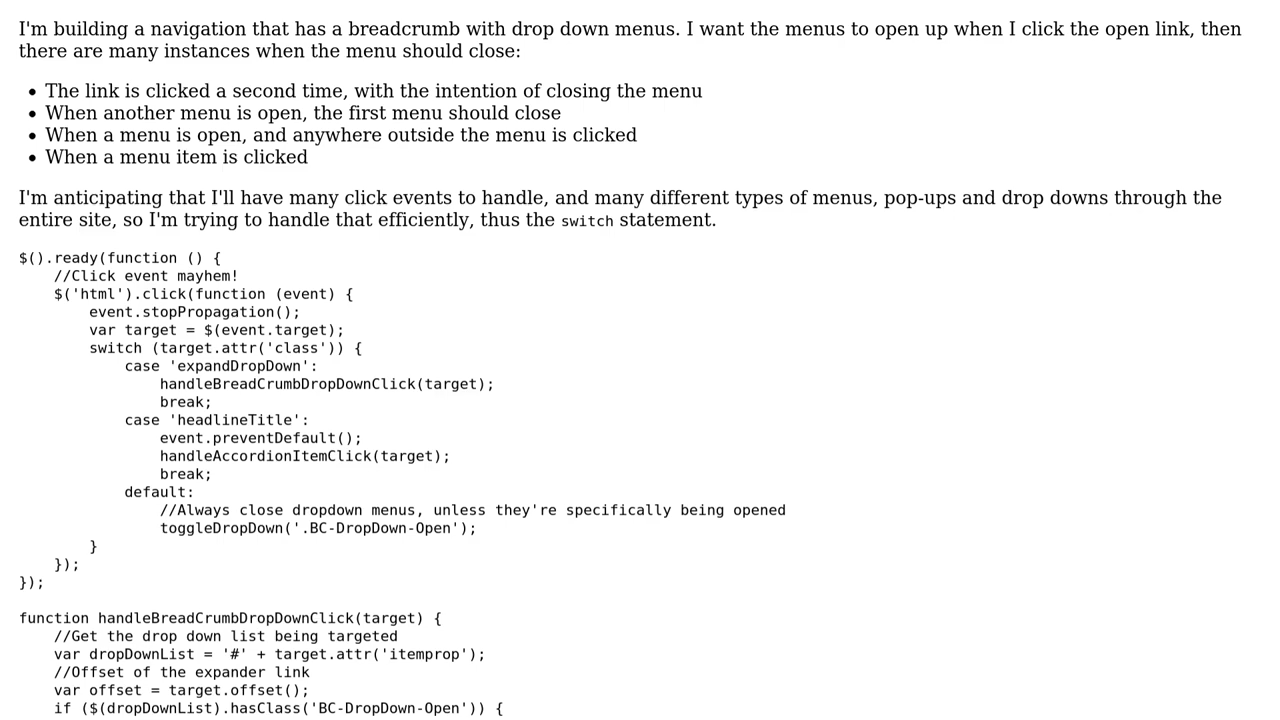 I'm building a navigation that has a breadcrumb with drop down menus. I want the menus to open up when I click the open link, then
there are many instances when the menu should close:
• The link is clicked a second time, with the intention of closing the menu
• When another menu is open, the first menu should close
• When a menu is open, and anywhere outside the menu is clicked
• When a menu item is clicked
I'm anticipating that I'll have many click events to handle, and many different types of menus, pop-ups and drop downs through the
entire site, so I'm trying to handle that efficiently, thus the switch statement.
$().ready(function () {
    //Click event mayhem!
    $('html').click(function (event) {
        event.stopPropagation();
        var target = $(event.target);
        switch (target.attr('class')) {
            case 'expandDropDown':
                handleBreadCrumbDropDownClick(target);
                break;
            case 'headlineTitle':
                event.preventDefault();
                handleAccordionItemClick(target);
                break;
            default:
                //Always close dropdown menus, unless they're specifically being opened
                toggleDropDown('.BC-DropDown-Open');
        }
    });
});
function handleBreadCrumbDropDownClick(target) {
    //Get the drop down list being targeted
    var dropDownList = '#' + target.attr('itemprop');
    //Offset of the expander link
    var offset = target.offset();
    if ($(dropDownList).hasClass('BC-DropDown-Open')) {